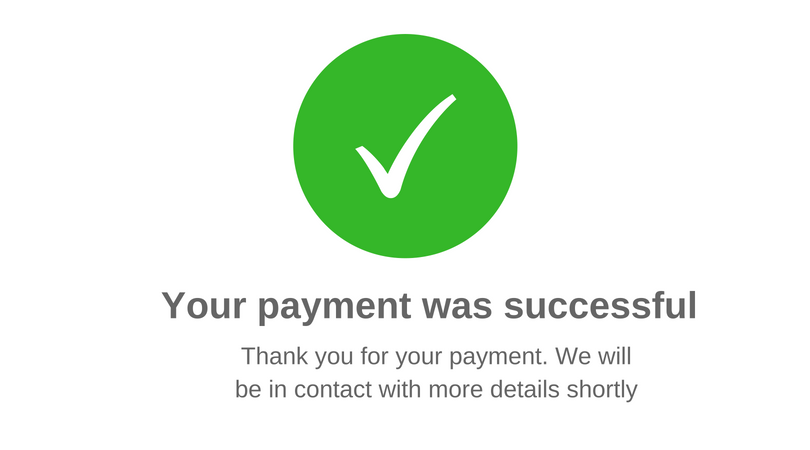 Your payment was successful
Thank you for your payment. We will
be in contact with more details shortly